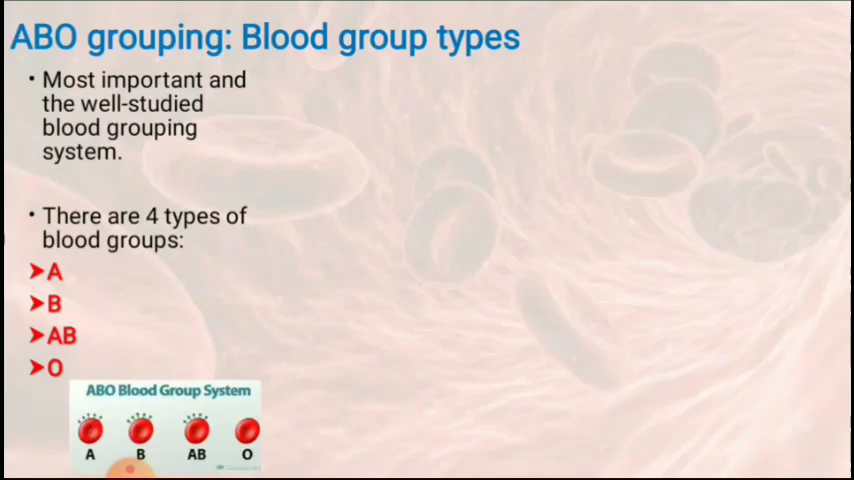 ABO grouping: Blood group types
• Most important and
the well-studied
blood grouping
system.
• There are 4 types of
blood groups:
➤A
➤B
➤AB
➤O
ABO Blood Group System
A B AB O